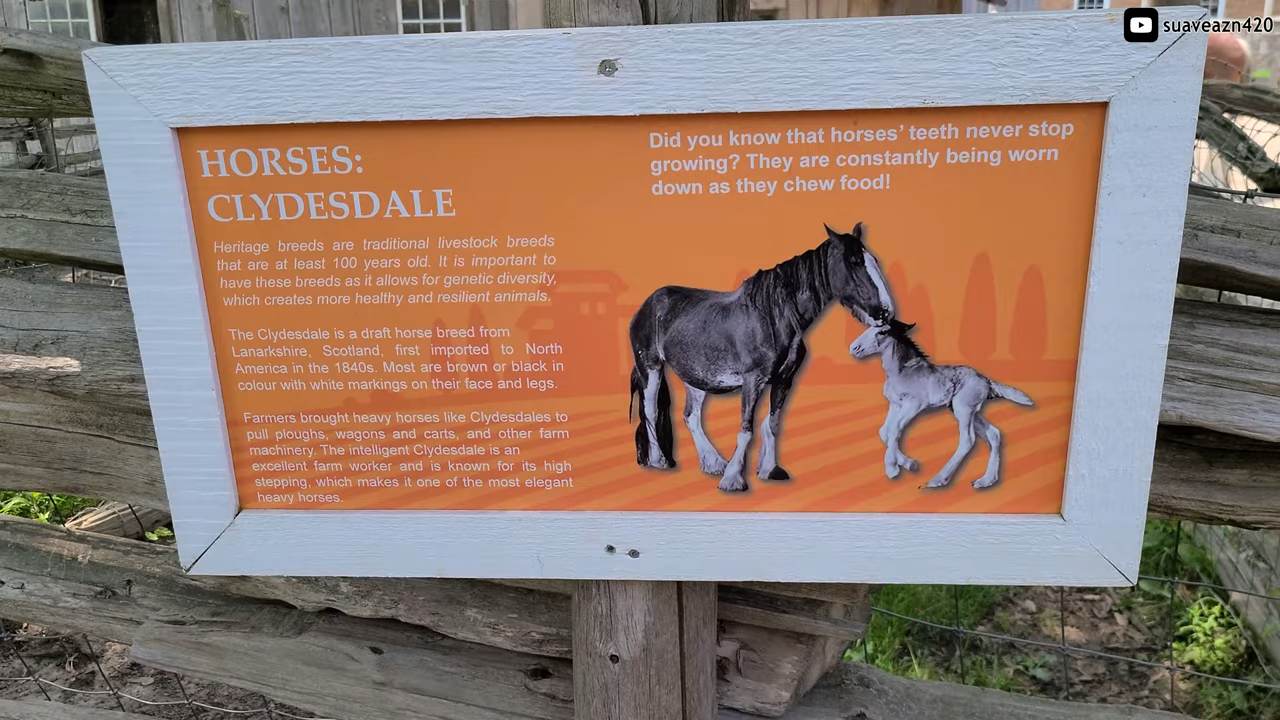 suaveazn420
HORSES:
CLYDESDALE
Heritage breeds are traditional livestock breeds
that are at least 100 years old. It is important to
have these breeds as it allows for genetic diversity,
which creates more healthy and resilient animals.
The Clydesdale is a draft horse breed from
Lanarkshire, Scotland, first imported to North
America in the 1840s. Most are brown or black in
colour with white markings on their face and legs.
Farmers brought heavy horses like Clydesdales to
pull ploughs, wagons and carts, and other farm
machinery. The intelligent Clydesdale is an
excellent farm worker and is known for its high
stepping, which makes it one of the most elegant
heavy horses.
Did you know that horses' teeth never stop
growing? They are constantly being worn
down as they chew food!